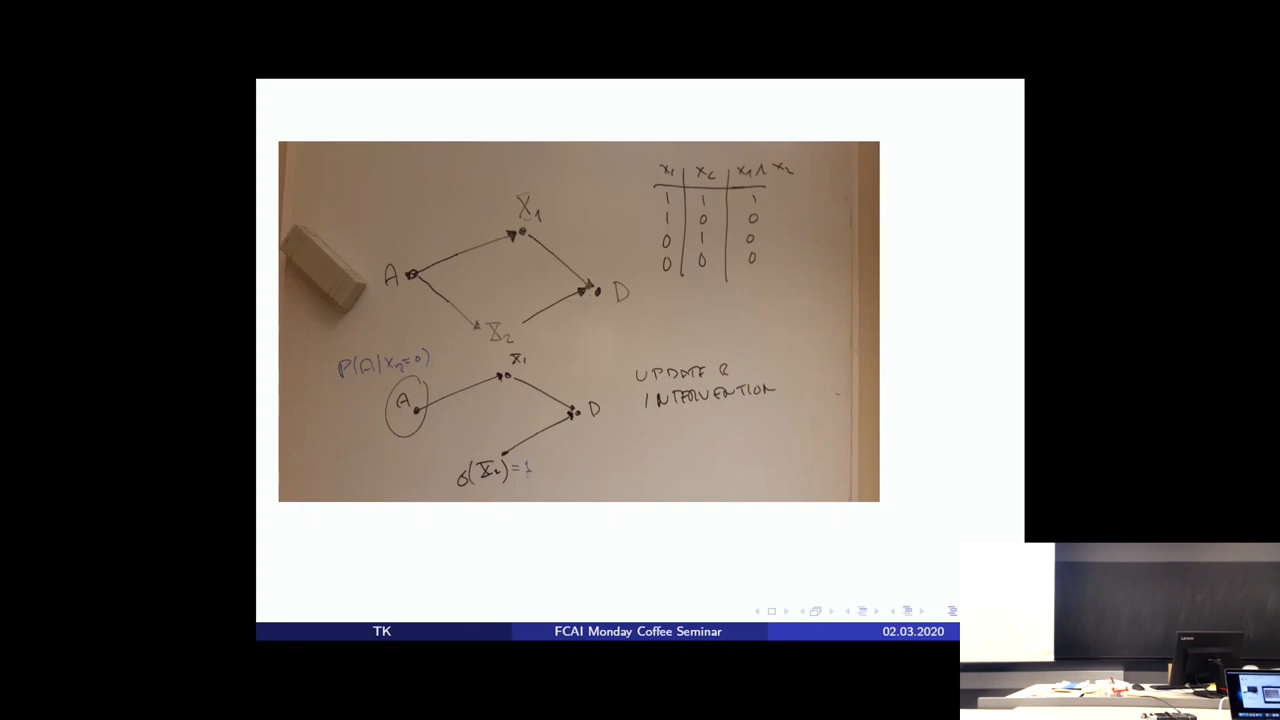 X₁
A
D
X₂
x₁ x₂ x₁ ∧ x₂
1 1 1
1 0 0
0 1 0
0 0 0
P(A|x₂=0)
X₁
A
D
σ(X₂)=1
UPDATE &
INTERVENTION
TK FCAI Monday Coffee Seminar 02.03.2020
Lenovo